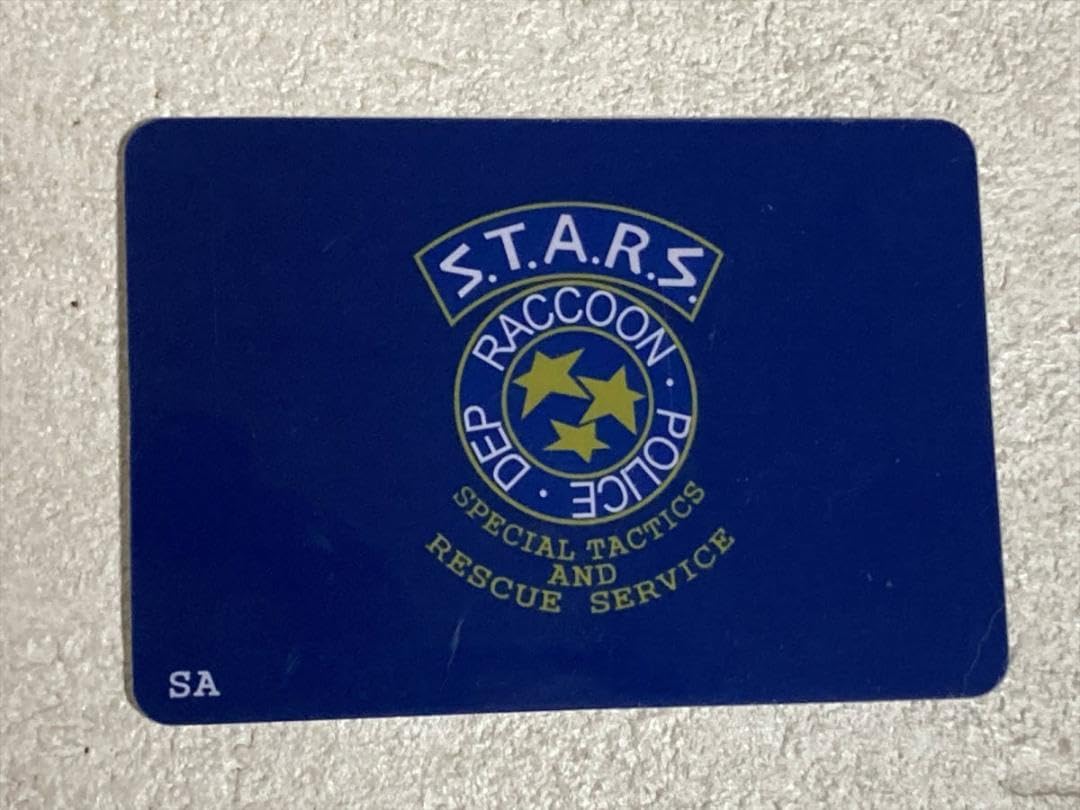 S.T.A.R.S.
RACCOON · POLICE · DEP
SPECIAL TACTICS
AND
RESCUE SERVICE
SA